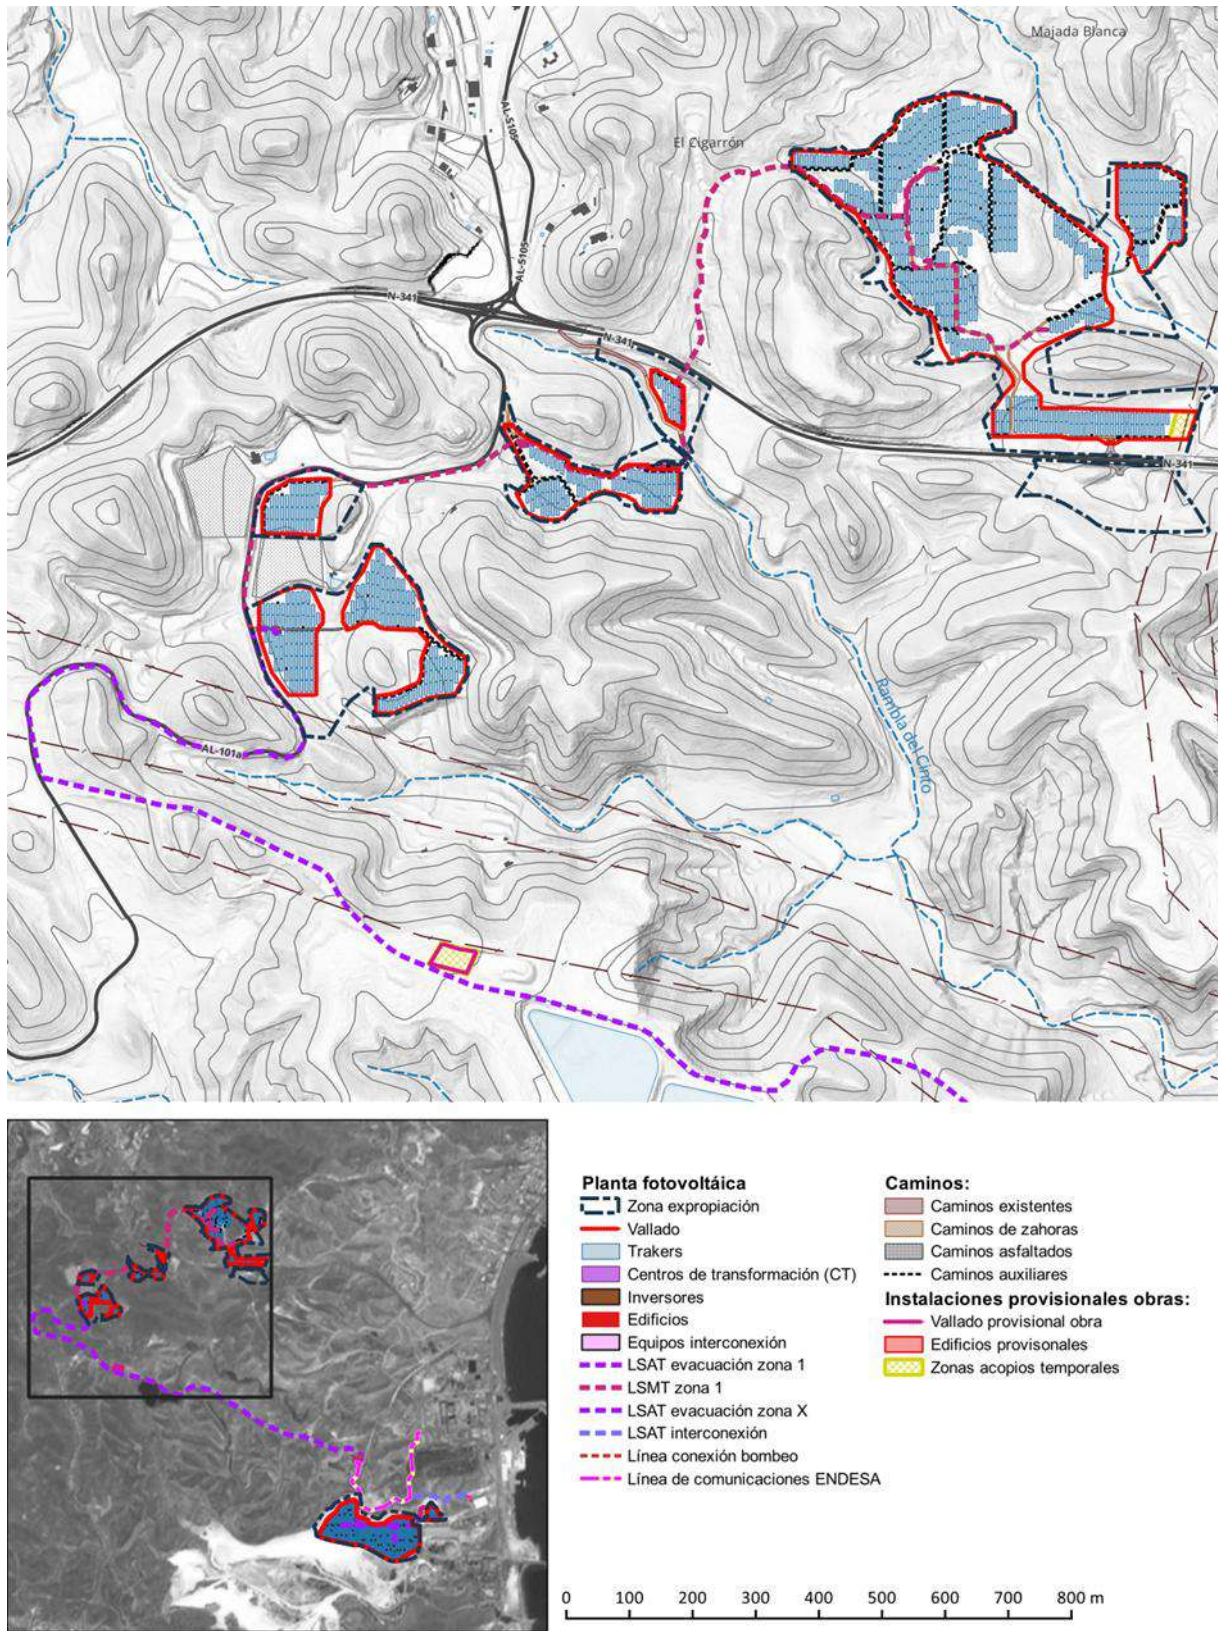 Majada Blanca
AL-5105
El Cigarrón
AL-5105
N-341
N-341
N-341
Rambla del Cinto
AL-101a
Planta fotovoltáica
Zona expropiación
Vallado
Trakers
Centros de transformación (CT)
Inversores
Edificios
Equipos interconexión
LSAT evacuación zona 1
LSMT zona 1
LSAT evacuación zona X
LSAT interconexión
Línea conexión bombeo
Línea de comunicaciones ENDESA
Caminos:
Caminos existentes
Caminos de zahoras
Caminos asfaltados
Caminos auxiliares
Instalaciones provisionales obras:
Vallado provisional obra
Edificios provisonales
Zonas acopios temporales
0 100 200 300 400 500 600 700 800 m